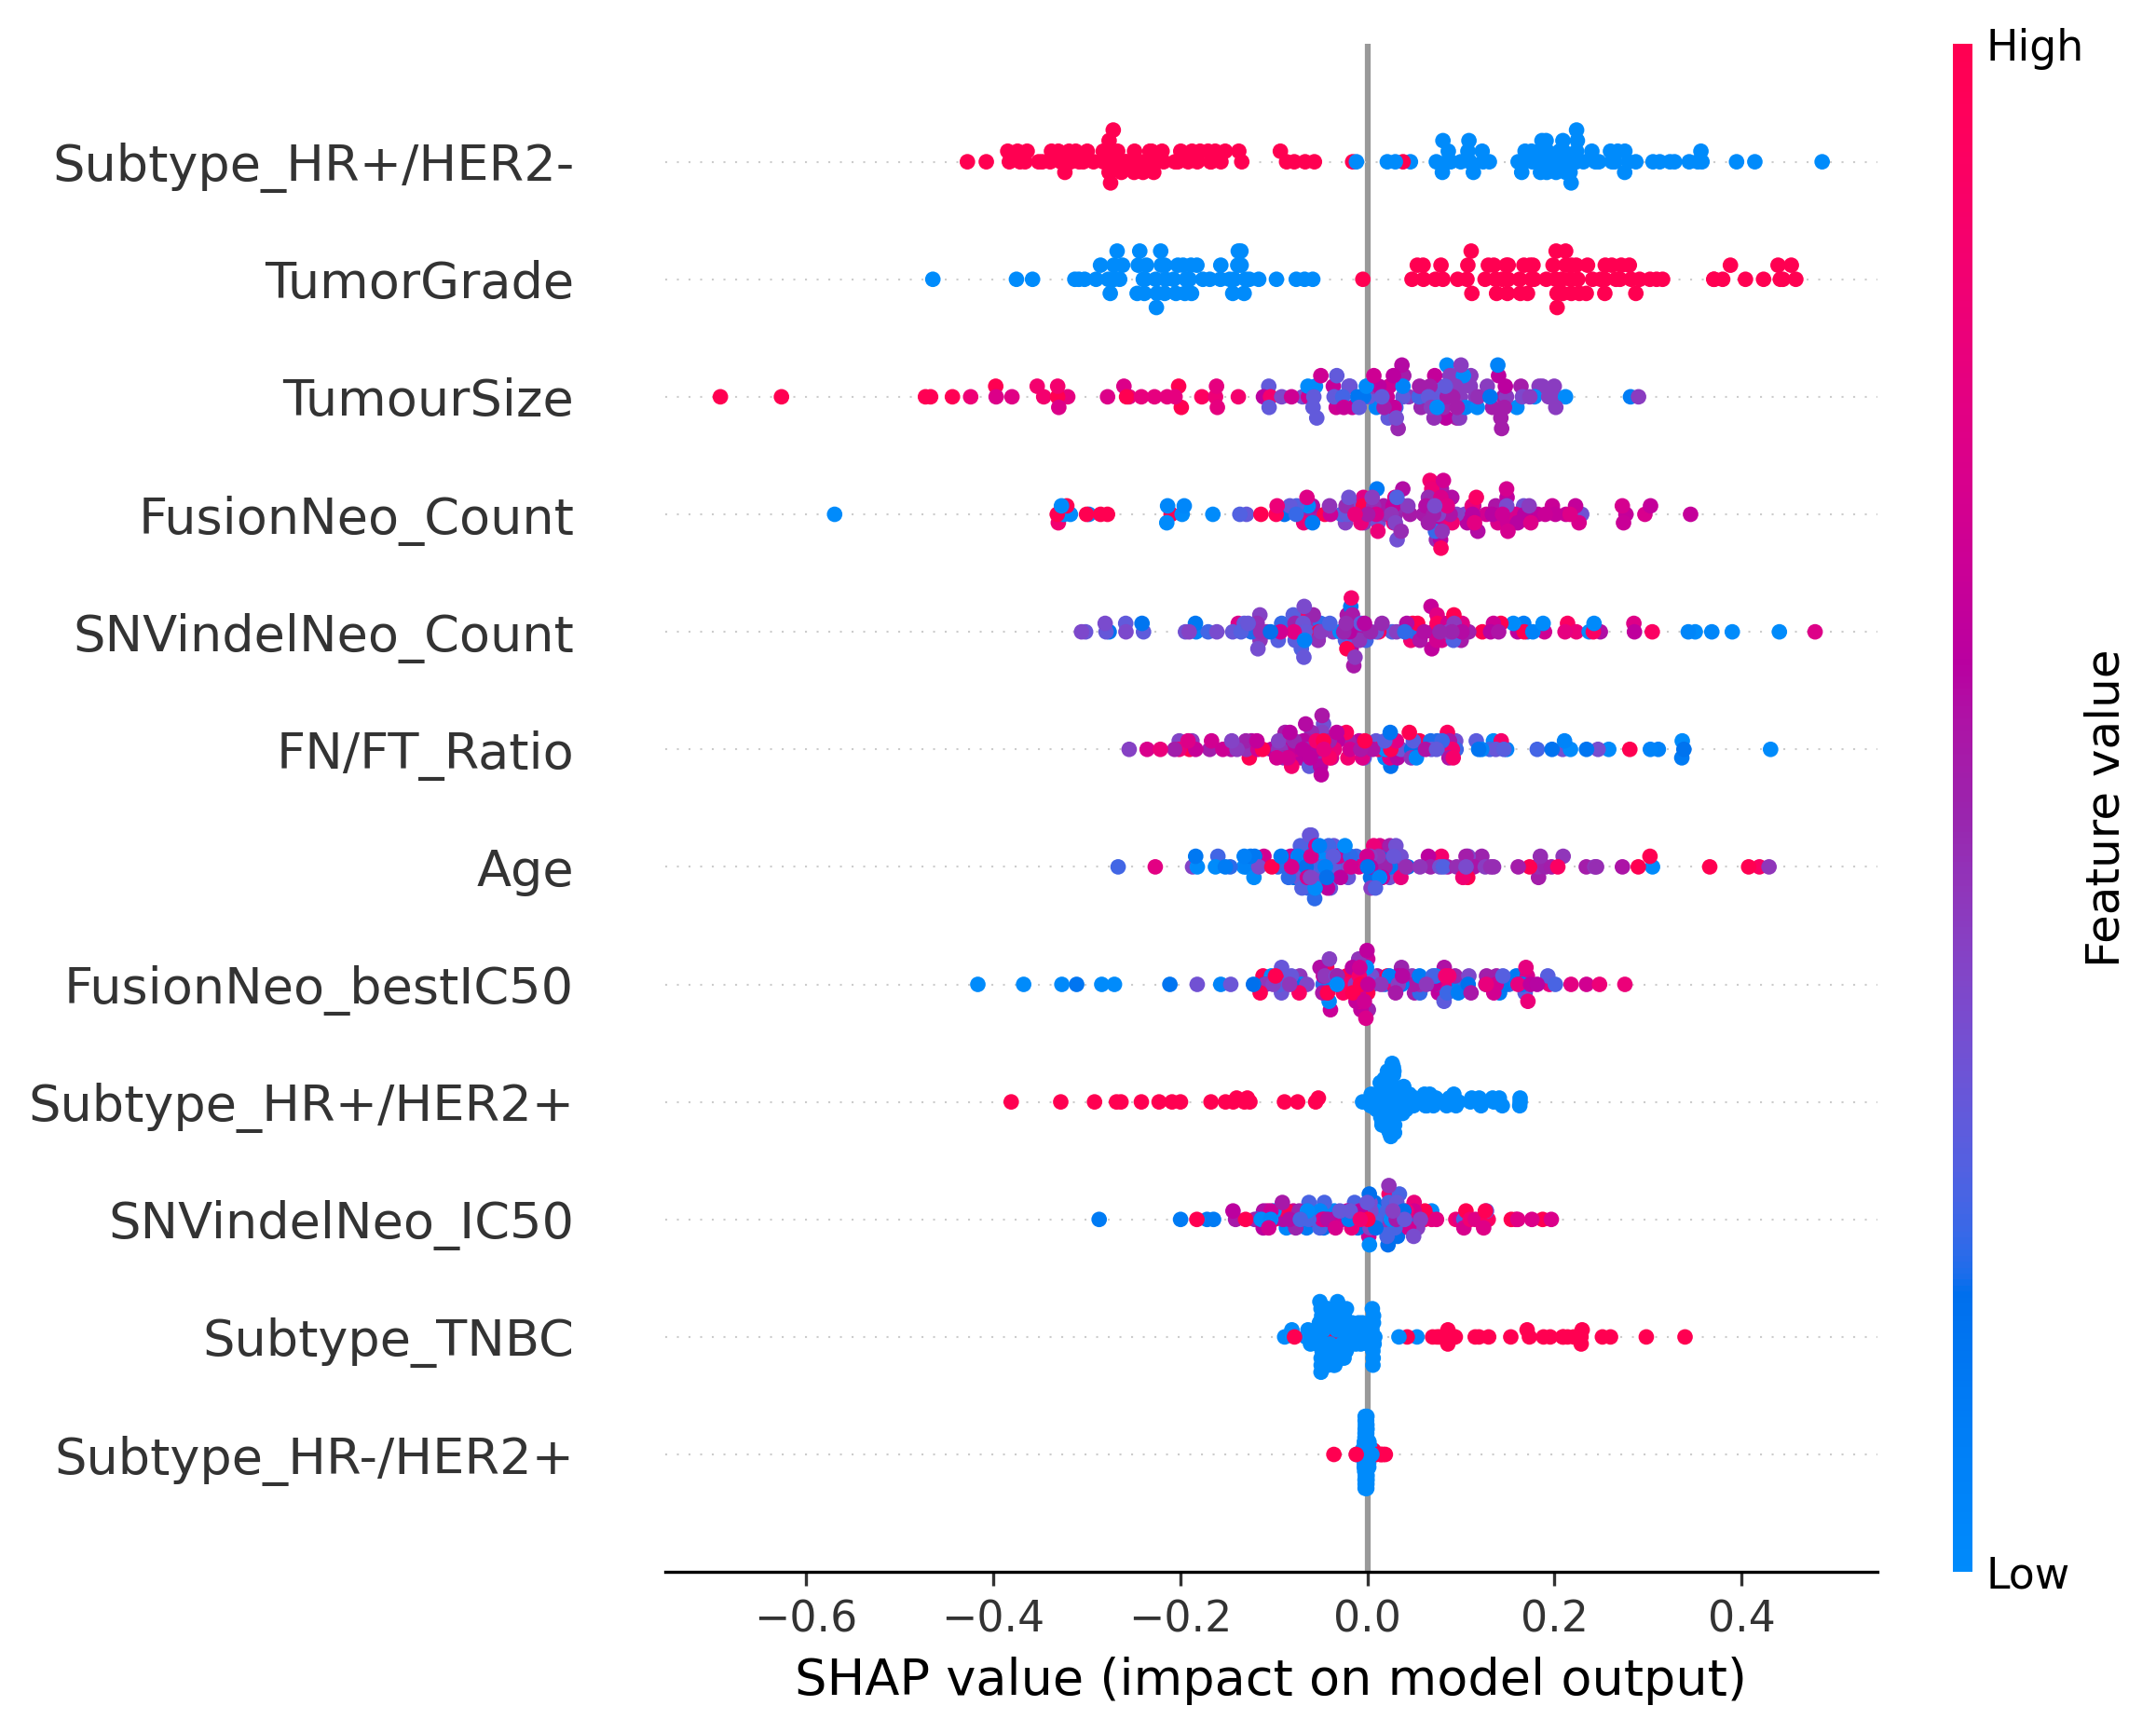 High
Subtype_HR+/HER2-
TumorGrade
TumourSize
FusionNeo_Count
SNVindelNeo_Count
FN/FT_Ratio
Age
FusionNeo_bestIC50
Subtype_HR+/HER2+
SNVindelNeo_IC50
Subtype_TNBC
Subtype_HR-/HER2+
Feature value
Low
−0.6 −0.4 −0.2 0.0 0.2 0.4
SHAP value (impact on model output)